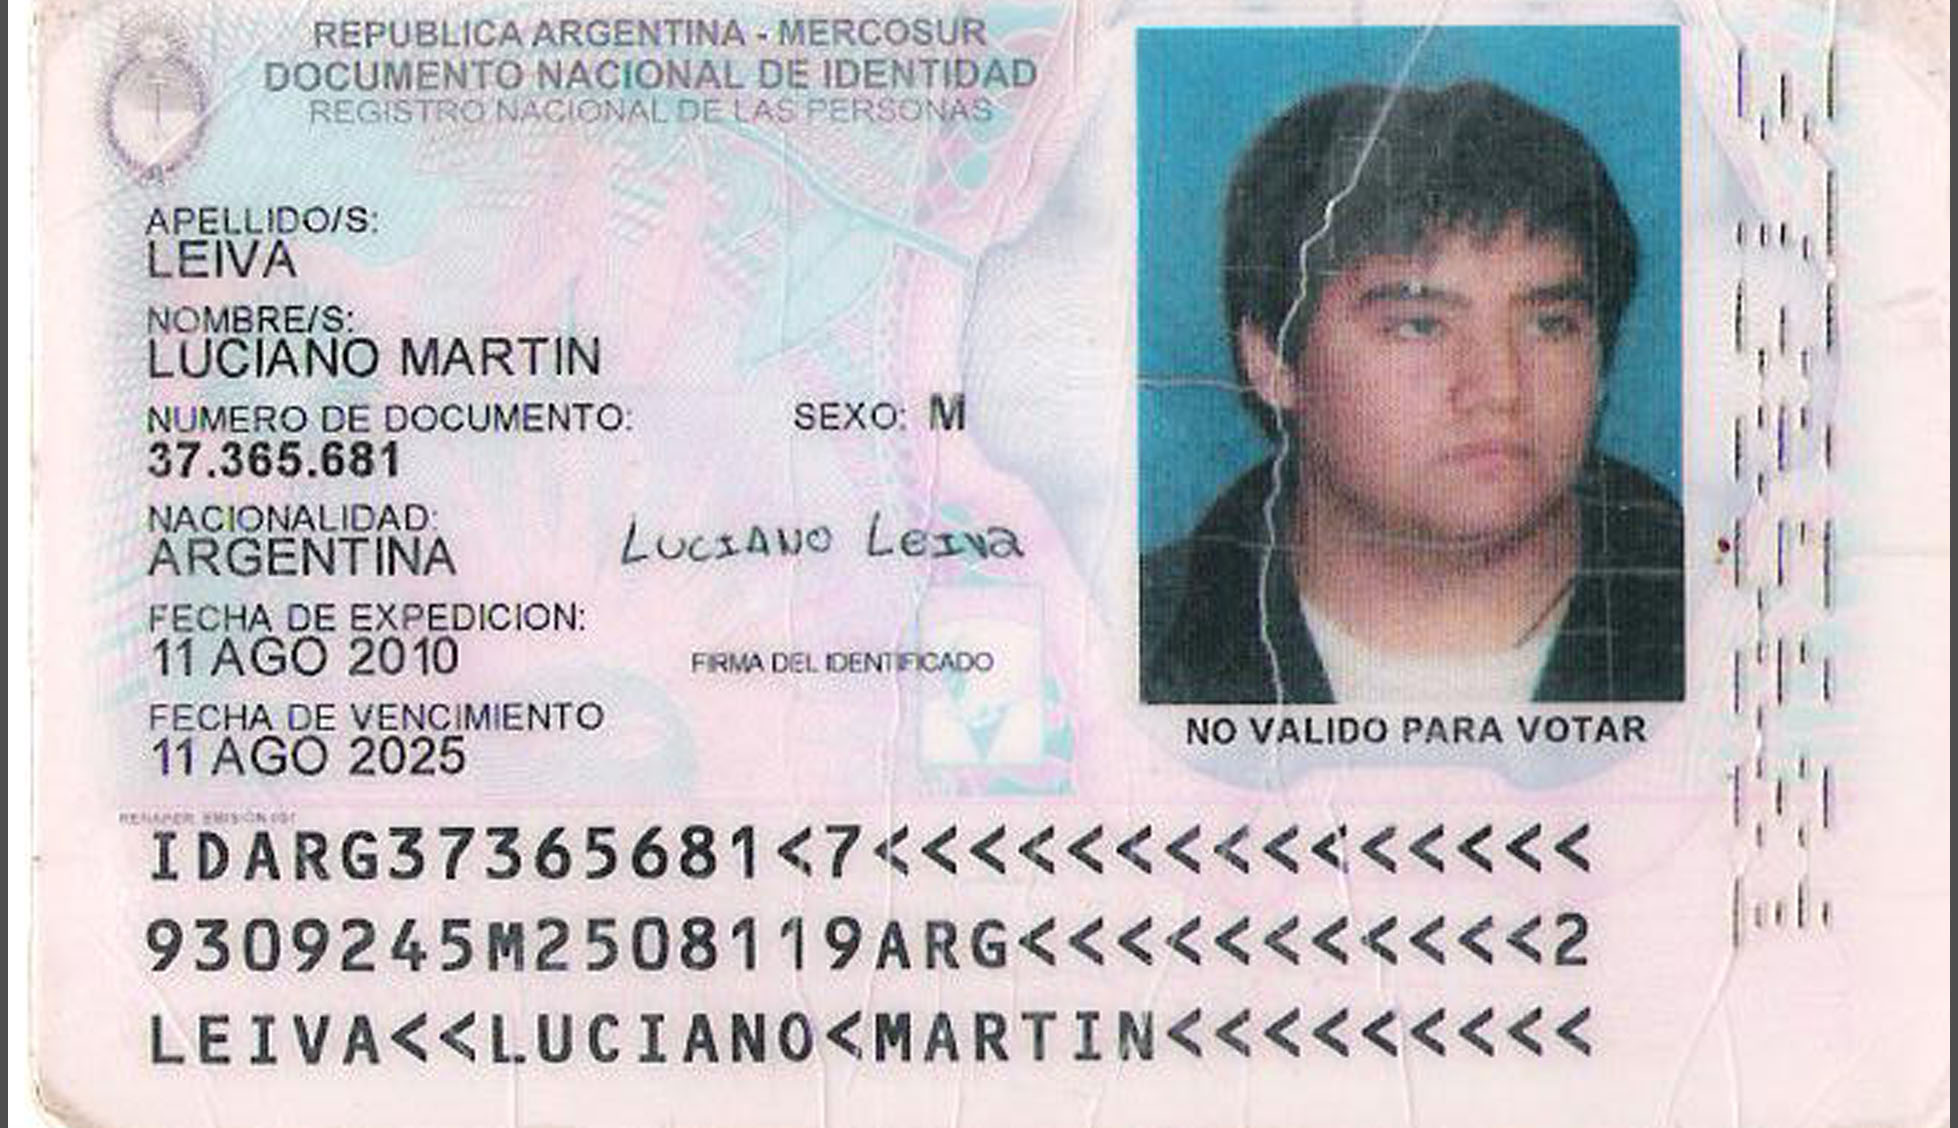 REPUBLICA ARGENTINA - MERCOSUR
DOCUMENTO NACIONAL DE IDENTIDAD
REGISTRO NACIONAL DE LAS PERSONAS
APELLIDO/S:
LEIVA
NOMBRE/S:
LUCIANO MARTIN
NUMERO DE DOCUMENTO:
37.365.681
SEXO: M
NACIONALIDAD:
ARGENTINA
Luciano Leiva
FECHA DE EXPEDICION:
11 AGO 2010
FIRMA DEL IDENTIFICADO
FECHA DE VENCIMIENTO
11 AGO 2025
NO VALIDO PARA VOTAR
RENAPER EMISIÓN
IDARG37365681<7<<<<<<<<<<<<<<<
9309245M2508119ARG<<<<<<<<<<<2
LEIVA<<LUCIANO<MARTIN<<<<<<<<<